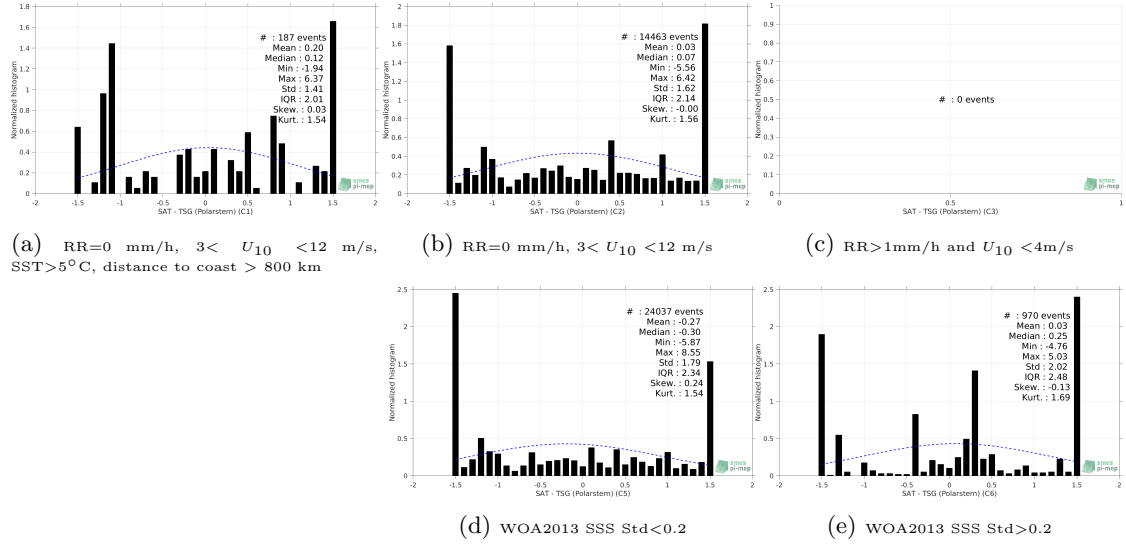 1.8
1.6
1.4
1.2
1
0.8
0.6
0.4
0.2
0
Normalized histogram
# : 187 events
Mean : 0.20
Median : 0.12
Min : -1.94
Max : 6.37
Std : 1.41
IQR : 2.01
Skew. : 0.03
Kurt. : 1.54
smos
pi-mep
-2 -1.5 -1 -0.5 0 0.5 1 1.5 2
SAT - TSG (Polarstern) (C1)
(a) RR=0 mm/h, 3< U10 <12 m/s,
SST>5°C, distance to coast > 800 km
2
1.8
1.6
1.4
1.2
1
0.8
0.6
0.4
0.2
0
Normalized histogram
# : 14463 events
Mean : 0.03
Median : 0.07
Min : -5.56
Max : 6.42
Std : 1.62
IQR : 2.14
Skew. : -0.00
Kurt. : 1.56
smos
pi-mep
-2 -1.5 -1 -0.5 0 0.5 1 1.5 2
SAT - TSG (Polarstern) (C2)
(b) RR=0 mm/h, 3< U10 <12 m/s
1
0.9
0.8
0.7
0.6
0.5
0.4
0.3
0.2
0.1
0
Normalized histogram
# : 0 events
smos
pi-mep
0 0.5 1
SAT - TSG (Polarstern) (C3)
(c) RR>1mm/h and U10 <4m/s
2.5
2
1.5
1
0.5
0
Normalized histogram
# : 24037 events
Mean : -0.27
Median : -0.30
Min : -5.87
Max : 8.55
Std : 1.79
IQR : 2.34
Skew. : 0.24
Kurt. : 1.54
smos
pi-mep
-2 -1.5 -1 -0.5 0 0.5 1 1.5 2
SAT - TSG (Polarstern) (C5)
(d) WOA2013 SSS Std<0.2
2.5
2
1.5
1
0.5
0
Normalized histogram
# : 970 events
Mean : 0.03
Median : 0.25
Min : -4.76
Max : 5.03
Std : 2.02
IQR : 2.48
Skew. : -0.13
Kurt. : 1.69
smos
pi-mep
-2 -1.5 -1 -0.5 0 0.5 1 1.5 2
SAT - TSG (Polarstern) (C6)
(e) WOA2013 SSS Std>0.2